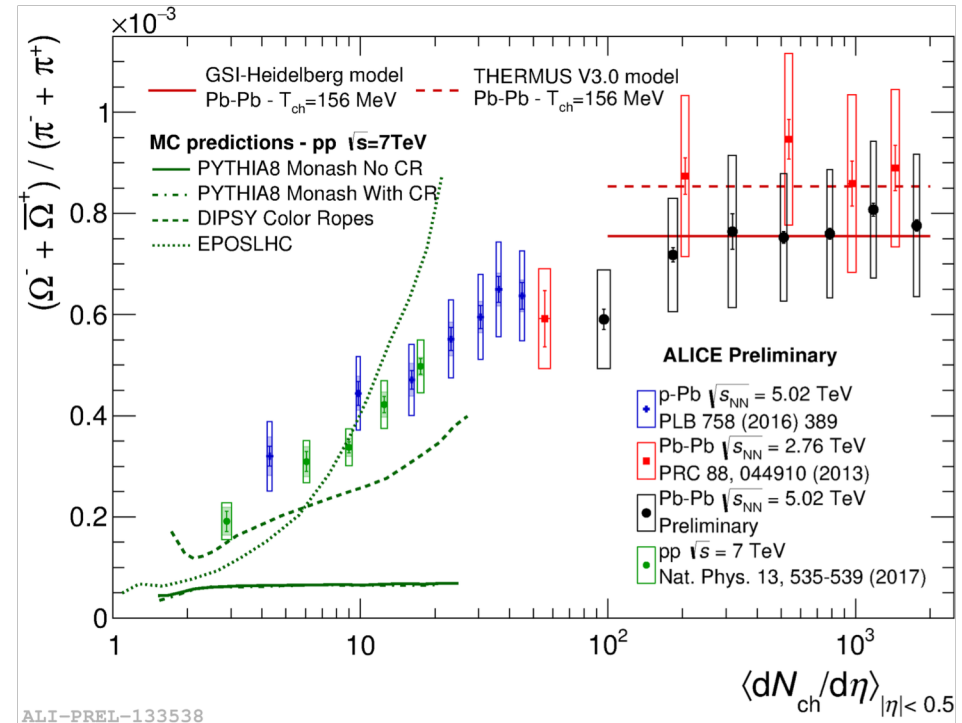 ×10⁻³
(Ω⁻ + Ω̅⁺) / (π⁻ + π⁺)
1
0.8
0.6
0.4
0.2
0
GSI-Heidelberg model
Pb-Pb - T_ch=156 MeV
THERMUS V3.0 model
Pb-Pb - T_ch=156 MeV
MC predictions - pp √s=7TeV
PYTHIA8 Monash No CR
PYTHIA8 Monash With CR
DIPSY Color Ropes
EPOSLHC
ALICE Preliminary
p-Pb √s_NN = 5.02 TeV
PLB 758 (2016) 389
Pb-Pb √s_NN = 2.76 TeV
PRC 88, 044910 (2013)
Pb-Pb √s_NN = 5.02 TeV
Preliminary
pp √s = 7 TeV
Nat. Phys. 13, 535-539 (2017)
1
10
10²
10³
⟨dN_ch/dη⟩_|η|< 0.5
ALI-PREL-133538